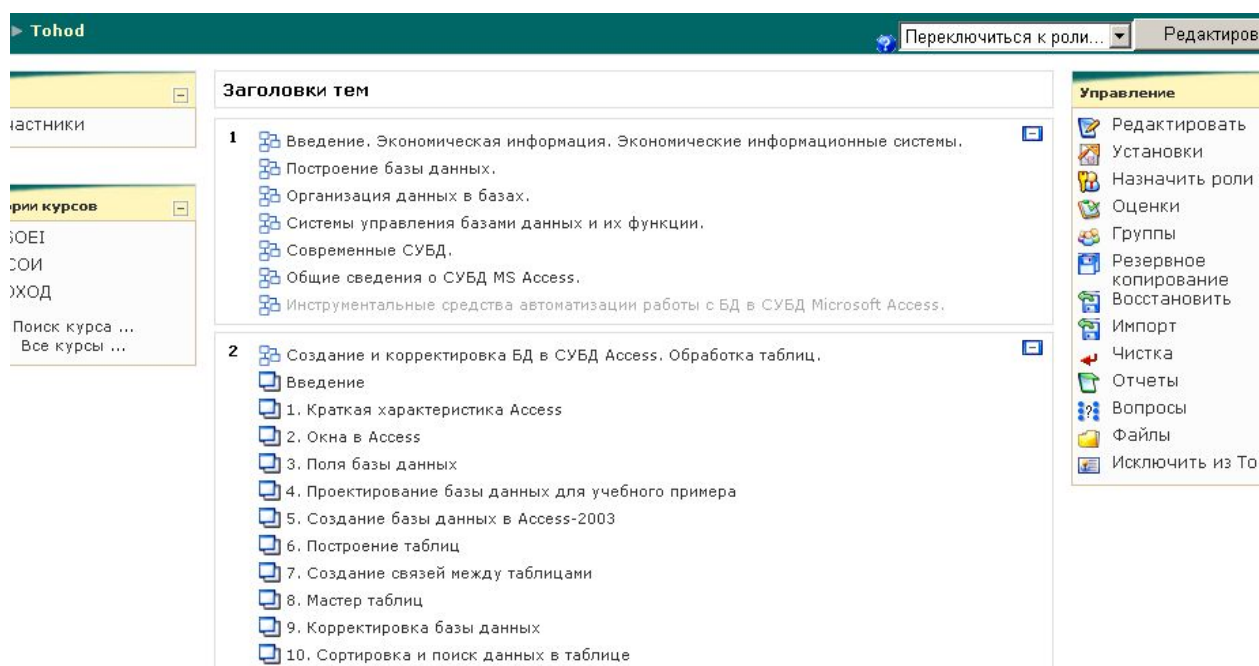 Tohod
Переключиться к роли...
Редактиров
Заголовки тем
Управление
частники
рии курсов
SOEI
СОИ
ОХОД
Поиск курса ...
Все курсы ...
1
Введение. Экономическая информация. Экономические информационные системы.
Построение базы данных.
Организация данных в базах.
Системы управления базами данных и их функции.
Современные СУБД.
Общие сведения о СУБД MS Access.
Инструментальные средства автоматизации работы с БД в СУБД Microsoft Access.
2
Создание и корректировка БД в СУБД Access. Обработка таблиц.
Введение
1. Краткая характеристика Access
2. Окна в Access
3. Поля базы данных
4. Проектирование базы данных для учебного примера
5. Создание базы данных в Access-2003
6. Построение таблиц
7. Создание связей между таблицами
8. Мастер таблиц
9. Корректировка базы данных
10. Сортировка и поиск данных в таблице
Редактировать
Установки
Назначить роли
Оценки
Группы
Резервное
копирование
Восстановить
Импорт
Чистка
Отчеты
Вопросы
Файлы
Исключить из To